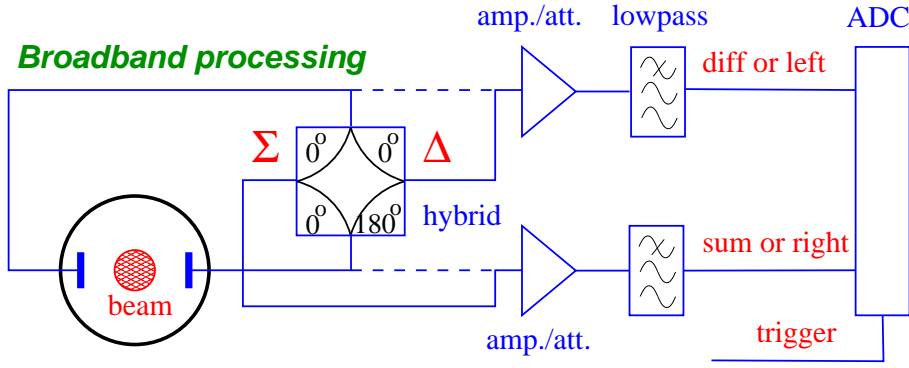 amp./att. lowpass ADC
Broadband processing
diff or left
Σ 0° 0° Δ
0° 180° hybrid
sum or right
beam
amp./att.
trigger